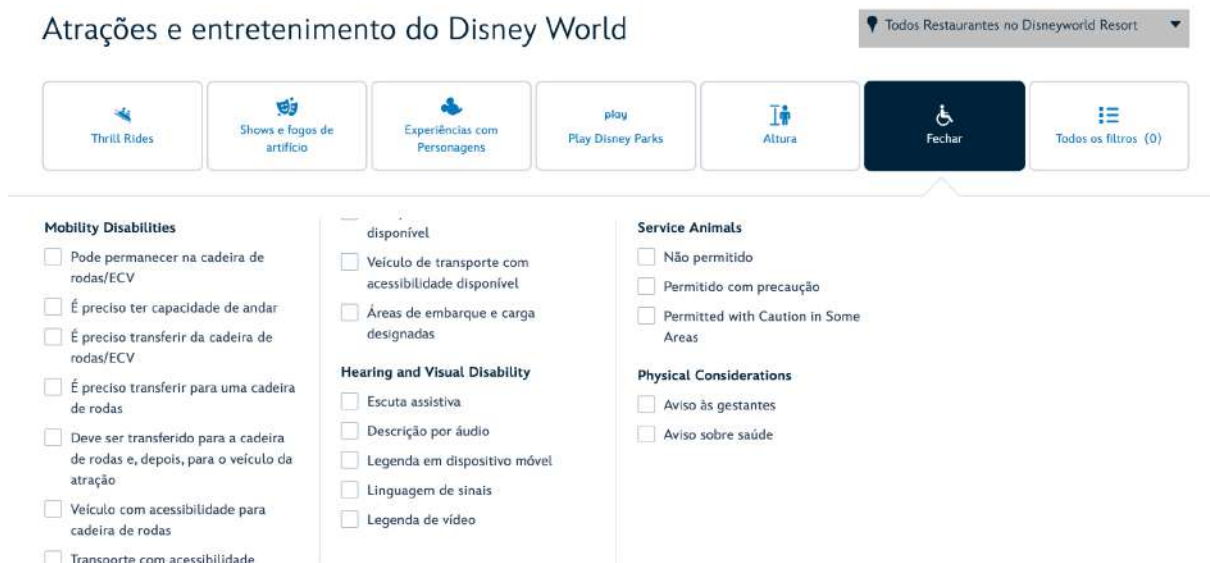 Atrações e entretenimento do Disney World
Todos Restaurantes no Disneyworld Resort
Thrill Rides
Shows e fogos de
artifício
Experiências com
Personagens
play
Play Disney Parks
Altura
Fechar
Todos os filtros (0)
Mobility Disabilities
Pode permanecer na cadeira de
rodas/ECV
É preciso ter capacidade de andar
É preciso transferir da cadeira de
rodas/ECV
É preciso transferir para uma cadeira
de rodas
Deve ser transferido para a cadeira
de rodas e, depois, para o veículo da
atração
Veículo com acessibilidade para
cadeira de rodas
Transporte com acessibilidade
disponível
Veículo de transporte com
acessibilidade disponível
Áreas de embarque e carga
designadas
Hearing and Visual Disability
Escuta assistiva
Descrição por áudio
Legenda em dispositivo móvel
Linguagem de sinais
Legenda de vídeo
Service Animals
Não permitido
Permitido com precaução
Permitted with Caution in Some
Areas
Physical Considerations
Aviso às gestantes
Aviso sobre saúde